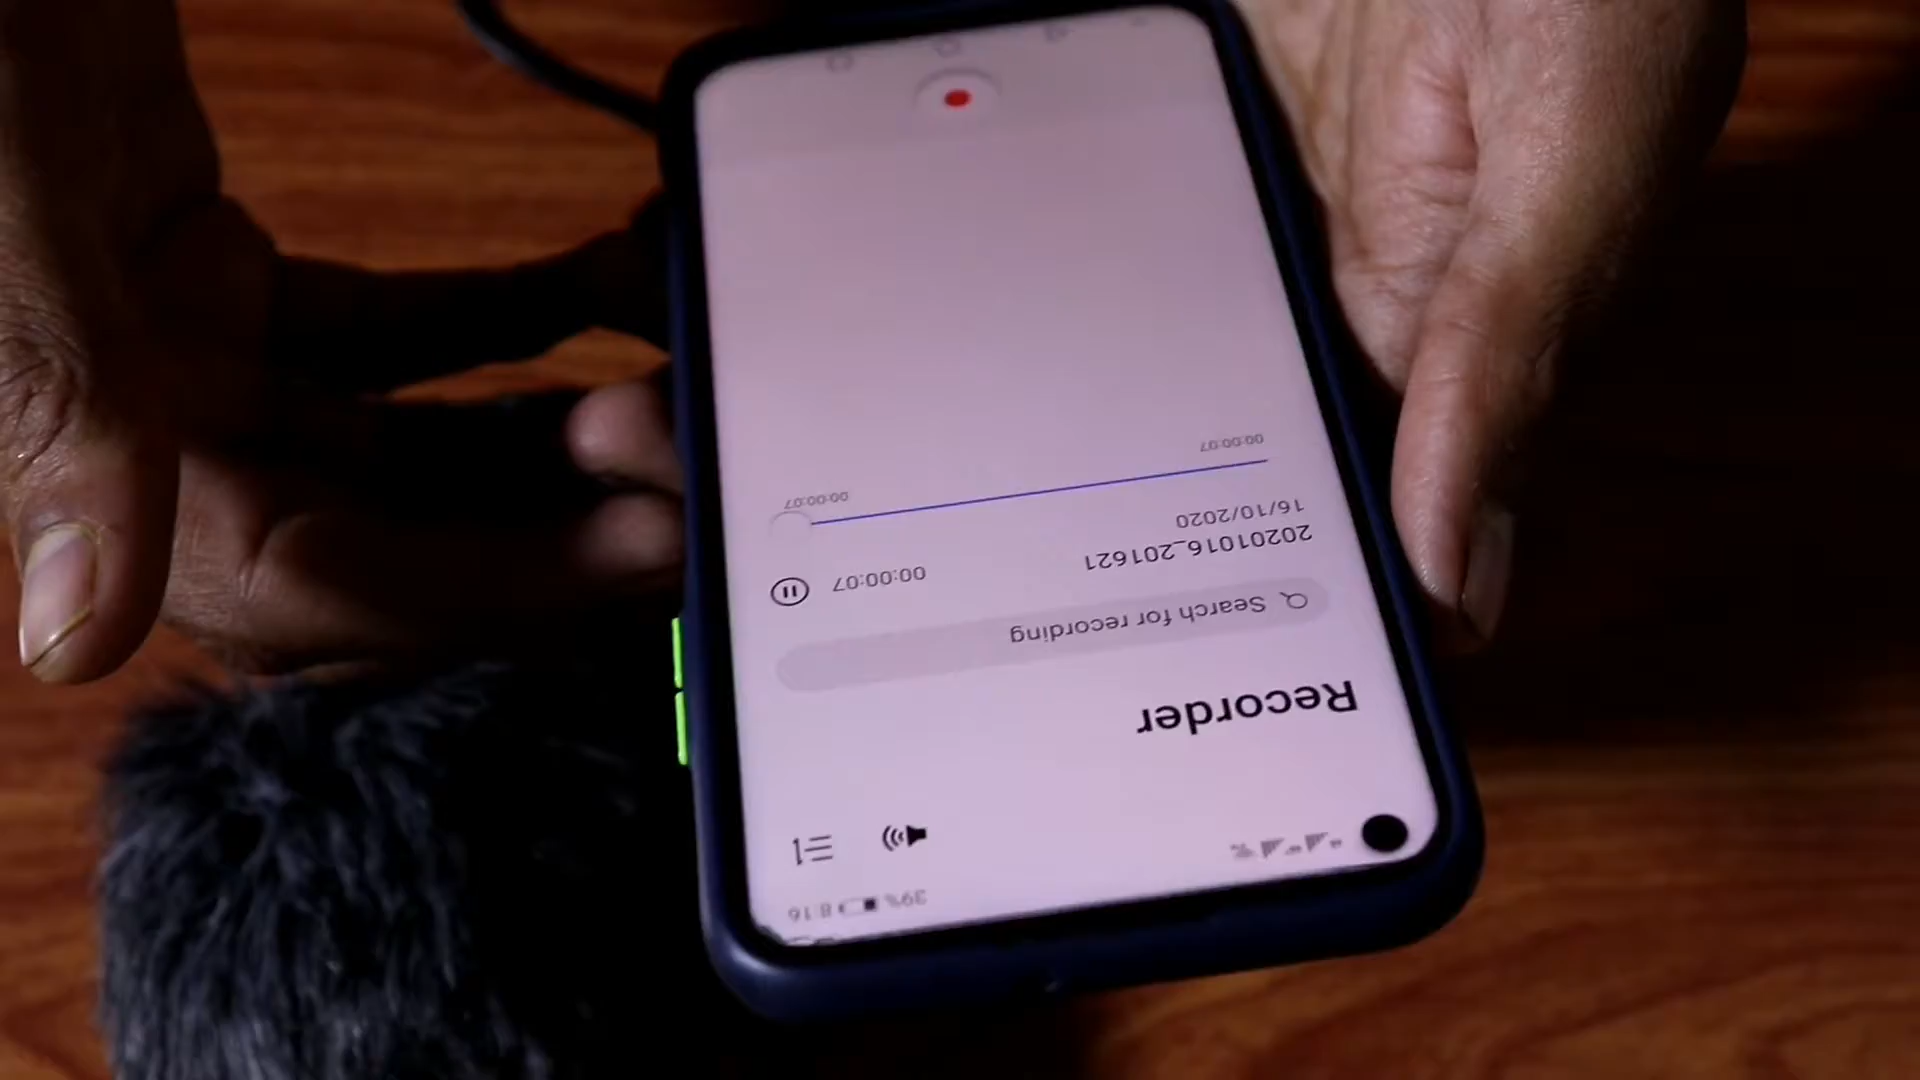 39% 8:16
Recorder
Search for recording
20201016_201621
00:00:07
16/10/2020
00:00:07 00:00:07